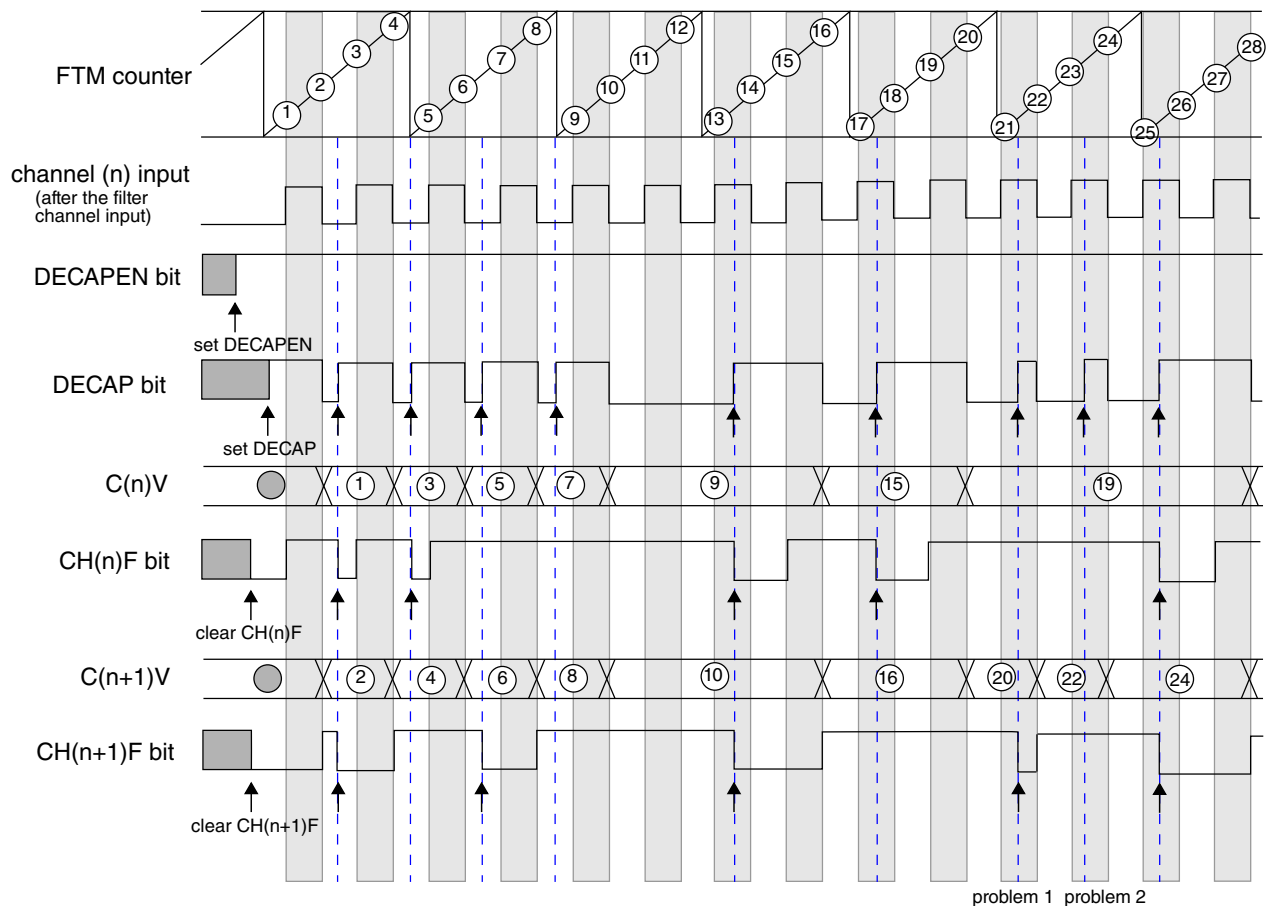 1 2 3 4 5 6 7 8 9 10 11 12 13 14 15 16 17 18 19 20 21 22 23 24 25 26 27 28
FTM counter
channel (n) input
(after the filter
channel input)
DECAPEN bit
set DECAPEN
DECAP bit
set DECAP
C(n)V 1 3 5 7 9 15 19
CH(n)F bit
clear CH(n)F
C(n+1)V 2 4 6 8 10 16 20 22 24
CH(n+1)F bit
clear CH(n+1)F
problem 1 problem 2